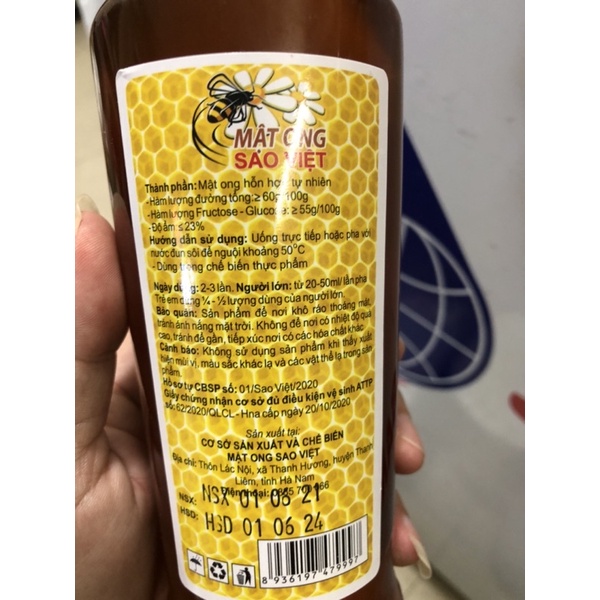 MẬT ONG
SAO VIỆT
Thành phần: Mật ong hỗn hợp tự nhiên
- Hàm lượng đường tổng: ≥ 60g/100g
- Hàm lượng Fructose - Glucose: ≥ 55g/100g
- Độ ẩm ≤ 23%
Hướng dẫn sử dụng: Uống trực tiếp hoặc pha với
nước đun sôi để nguội khoảng 50°C
- Dùng trong chế biến thực phẩm
Ngày dùng: 2-3 lần, Người lớn: từ 20-50ml/ lần pha
Trẻ em dùng ¼ - ½ lượng dùng của người lớn.
Bảo quản: Sản phẩm để nơi khô ráo thoáng mát,
tránh ánh nắng mặt trời. Không để nơi có nhiệt độ quá
cao, tránh để gần, tiếp xúc nơi có các hóa chất khác
Cảnh báo: Không sử dụng sản phẩm khi thấy xuất
hiện mùi vị, màu sắc khác lạ và các vật thể lạ trong sản
phẩm.
Hồ sơ tự CBSP số: 01/Sao Việt/2020
Giấy chứng nhận cơ sở đủ điều kiện vệ sinh ATTP
số: 62/2020/QLCL - Hna cấp ngày 20/10/2020
Sản xuất tại:
CƠ SỞ SẢN XUẤT VÀ CHẾ BIẾN
MẬT ONG SAO VIỆT
Địa chỉ: Thôn Lác Nội, xã Thanh Hương, huyện Thanh
Liêm, tỉnh Hà Nam
Điện thoại:
NSX: NSX 01 06 21
HSD: HSD 01 06 24
8 936197 479997